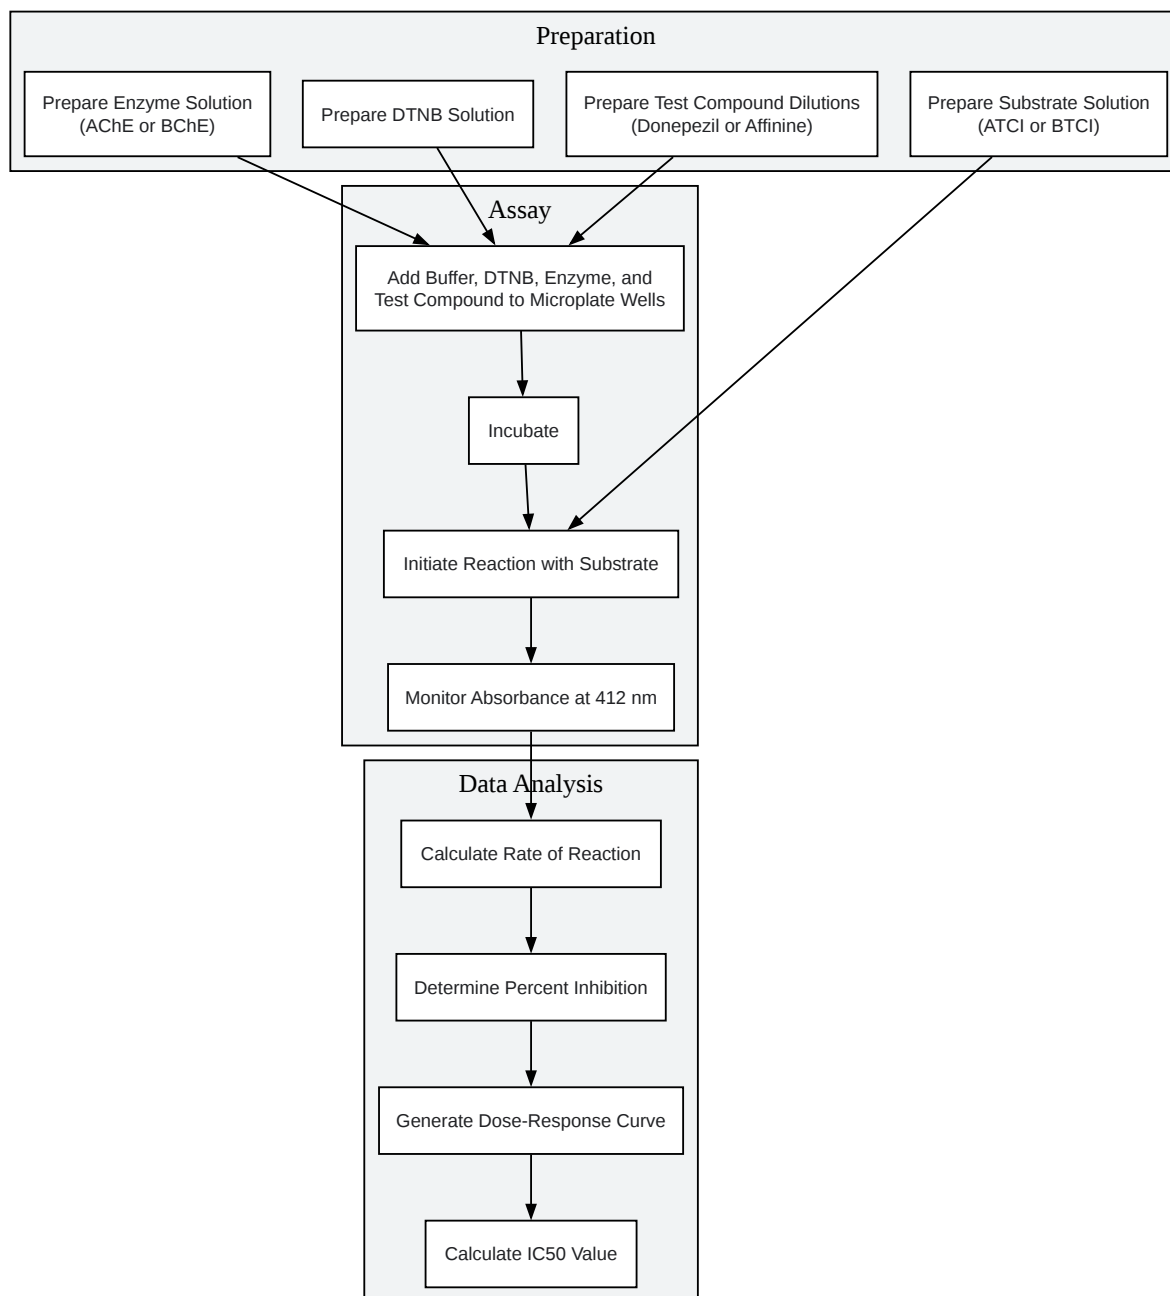 Preparation
Prepare Enzyme Solution
(AChE or BChE)
Prepare DTNB Solution
Prepare Test Compound Dilutions
(Donepezil or Affinine)
Prepare Substrate Solution
(ATCI or BTCI)
Assay
Add Buffer, DTNB, Enzyme, and
Test Compound to Microplate Wells
Incubate
Initiate Reaction with Substrate
Monitor Absorbance at 412 nm
Data Analysis
Calculate Rate of Reaction
Determine Percent Inhibition
Generate Dose-Response Curve
Calculate IC50 Value